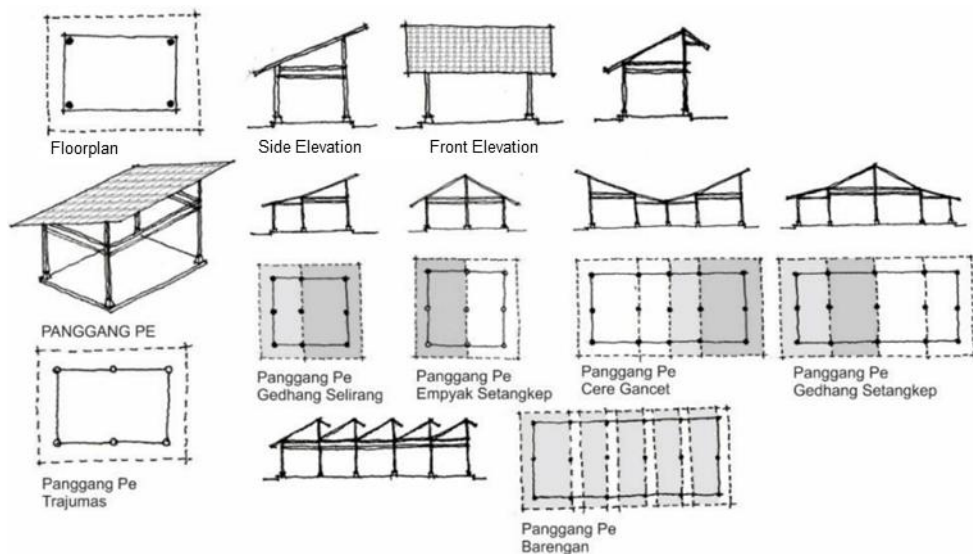 Floorplan
Side Elevation
Front Elevation
PANGGANG PE
Panggang Pe
Gedhang Selirang
Panggang Pe
Empyak Setangkep
Panggang Pe
Cere Gancet
Panggang Pe
Gedhang Setangkep
Panggang Pe
Trajumas
Panggang Pe
Barengan